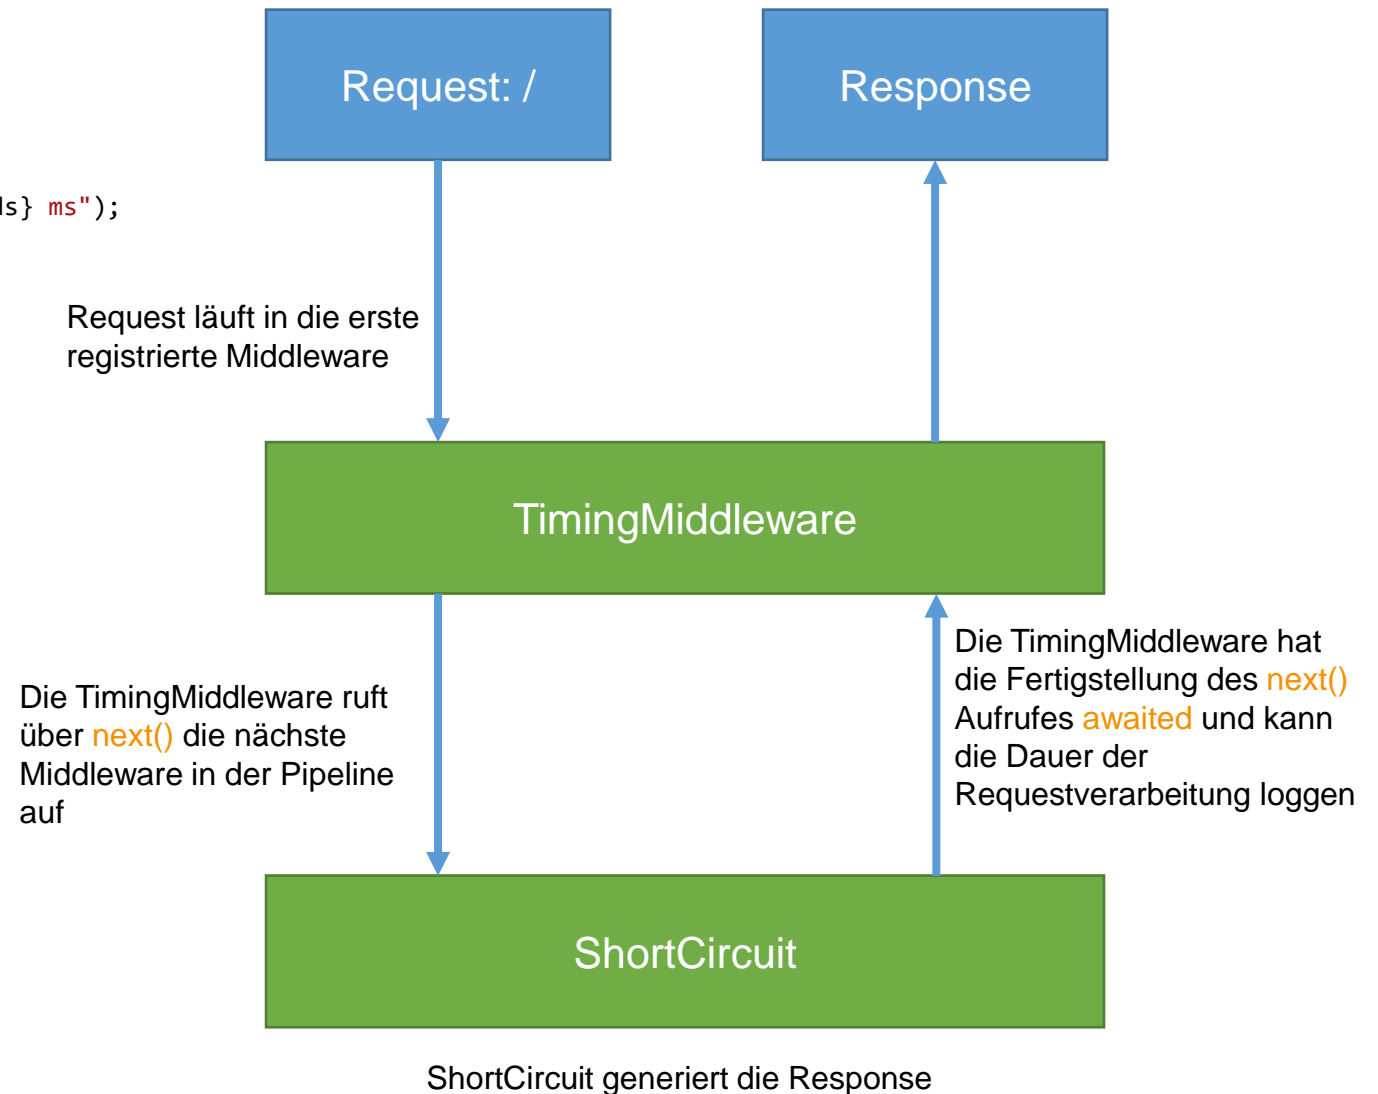 Request: /
Response
ds} ms");
Request läuft in die erste
registrierte Middleware
TimingMiddleware
Die TimingMiddleware ruft
über next() die nächste
Middleware in der Pipeline
auf
Die TimingMiddleware hat
die Fertigstellung des next()
Aufrufes awaited und kann
die Dauer der
Requestverarbeitung loggen
ShortCircuit
ShortCircuit generiert die Response